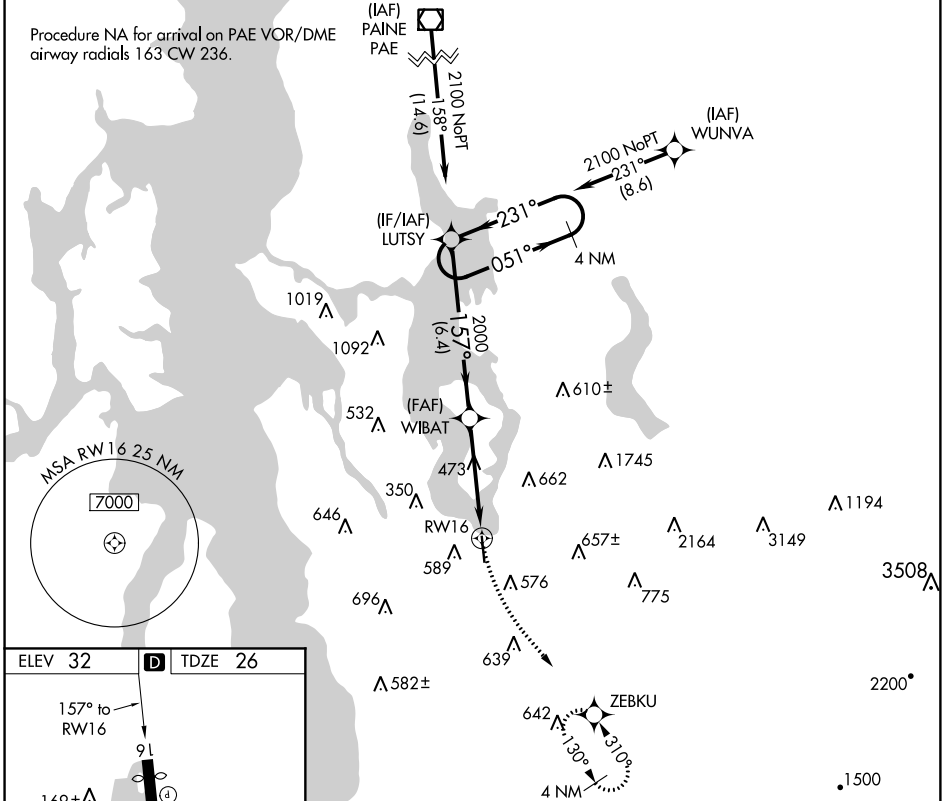 Procedure NA for arrival on PAE VOR/DME
airway radials 163 CW 236.
(IAF)
PAINE
PAE
2100 NoPT
158°
(14.6)
(IAF)
WUNVA
2100 NoPT
231°
(8.6)
(IF/IAF)
LUTSY
231°
051°
4 NM
1019
1092
2000
157°
(6.4)
610±
532
(FAF)
WIBAT
MSA RW16 25 NM
7000
473
662
1745
350
646
RW16
589
657±
2164
3149
1194
576
775
3508
696
639
582±
2200
642
ZEBKU
130°
310°
4 NM
1500
ELEV 32
D
TDZE 26
157° to
RW16
16
P
169±